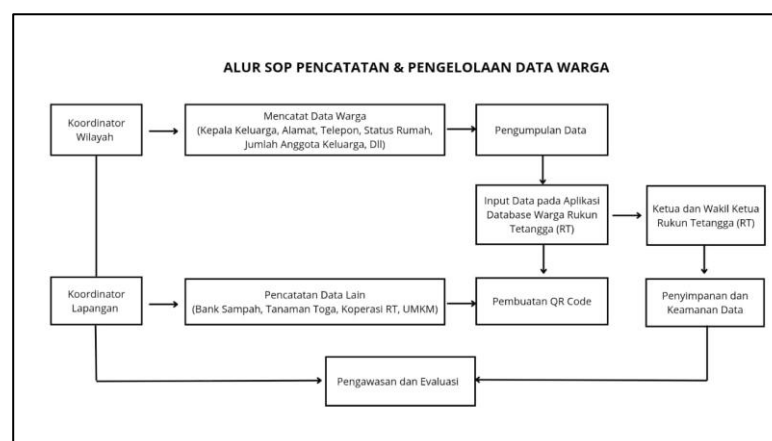 ALUR SOP PENCATATAN & PENGELOLAAN DATA WARGA
Koordinator
Wilayah
Mencatat Data Warga
(Kepala Keluarga, Alamat, Telepon, Status Rumah,
Jumlah Anggota Keluarga, Dll)
Pengumpulan Data
Input Data pada Aplikasi
Database Warga Rukun
Tetangga (RT)
Ketua dan Wakil Ketua
Rukun Tetangga (RT)
Koordinator
Lapangan
Pencatatan Data Lain
(Bank Sampah, Tanaman Toga, Koperasi RT, UMKM)
Pembuatan QR Code
Penyimpanan dan
Keamanan Data
Pengawasan dan Evaluasi